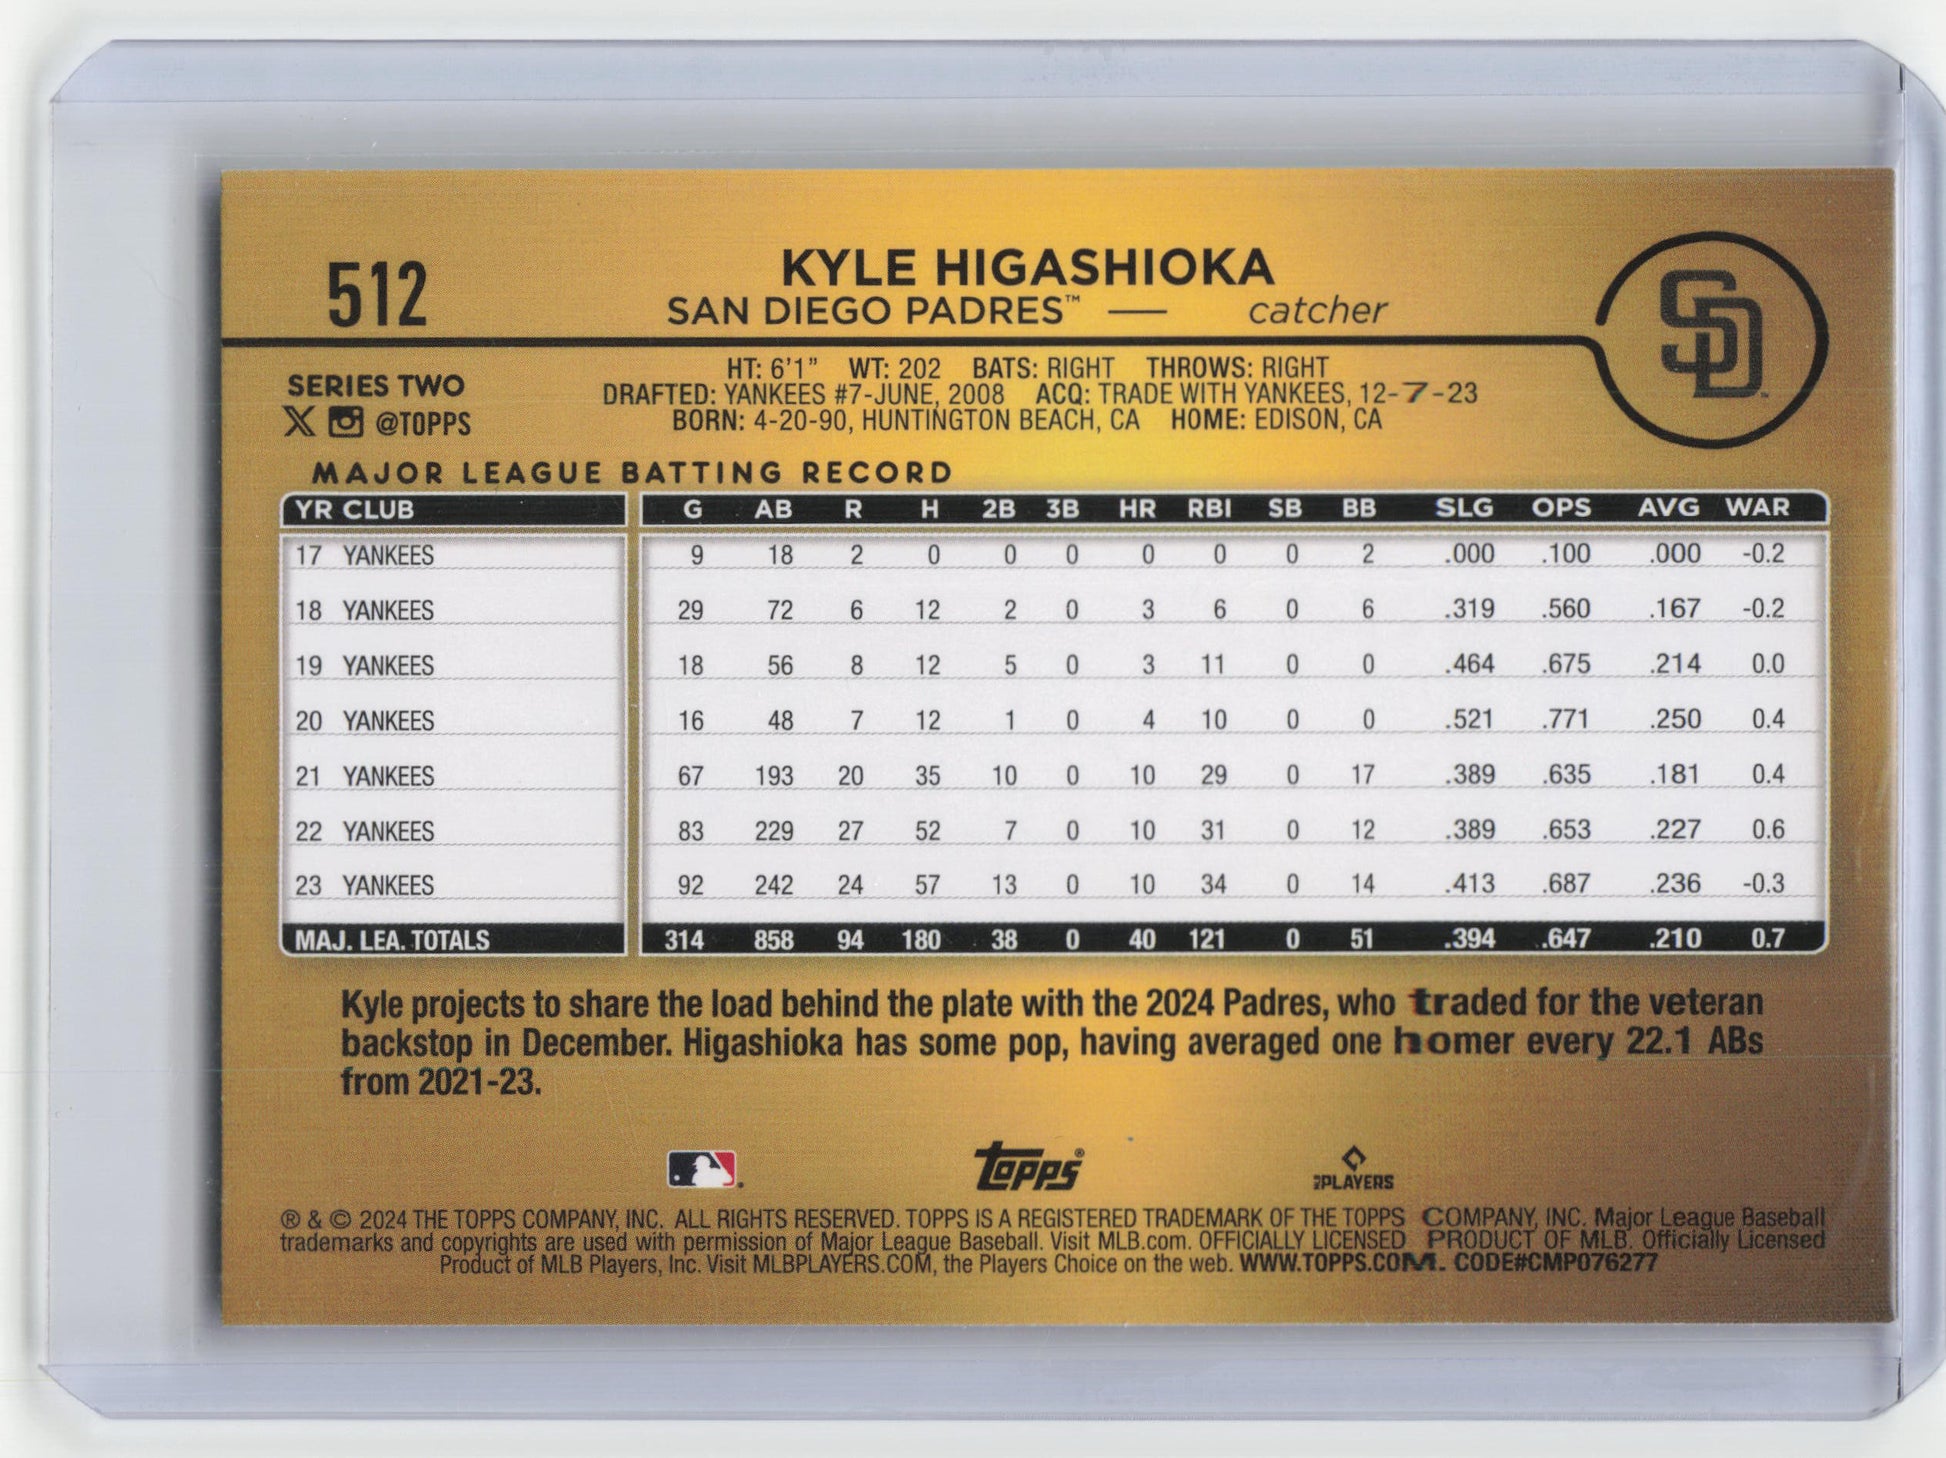 512
KYLE HIGASHIOKA
SAN DIEGO PADRES™ — catcher
SD
SERIES TWO
@TOPPS
HT: 6'1" WT: 202 BATS: RIGHT THROWS: RIGHT
DRAFTED: YANKEES #7-JUNE, 2008 ACQ: TRADE WITH YANKEES, 12-7-23
BORN: 4-20-90, HUNTINGTON BEACH, CA HOME: EDISON, CA
MAJOR LEAGUE BATTING RECORD
YR CLUB G AB R H 2B 3B HR RBI SB BB SLG OPS AVG WAR
17 YANKEES 9 18 2 0 0 0 0 0 0 2 .000 .100 .000 -0.2
18 YANKEES 29 72 6 12 2 0 3 6 0 6 .319 .560 .167 -0.2
19 YANKEES 18 56 8 12 5 0 3 11 0 0 .464 .675 .214 0.0
20 YANKEES 16 48 7 12 1 0 4 10 0 0 .521 .771 .250 0.4
21 YANKEES 67 193 20 35 10 0 10 29 0 17 .389 .635 .181 0.4
22 YANKEES 83 229 27 52 7 0 10 31 0 12 .389 .653 .227 0.6
23 YANKEES 92 242 24 57 13 0 10 34 0 14 .413 .687 .236 -0.3
MAJ. LEA. TOTALS 314 858 94 180 38 0 40 121 0 51 .394 .647 .210 0.7
Kyle projects to share the load behind the plate with the 2024 Padres, who traded for the veteran
backstop in December. Higashioka has some pop, having averaged one homer every 22.1 ABs
from 2021-23.
topps®
PLAYERS
® & © 2024 THE TOPPS COMPANY, INC. ALL RIGHTS RESERVED. TOPPS IS A REGISTERED TRADEMARK OF THE TOPPS COMPANY, INC. Major League Baseball
trademarks and copyrights are used with permission of Major League Baseball. Visit MLB.com. OFFICIALLY LICENSED PRODUCT OF MLB. Officially Licensed
Product of MLB Players, Inc. Visit MLBPLAYERS.COM, the Players Choice on the web. WWW.TOPPS.COM. CODE#CMP076277